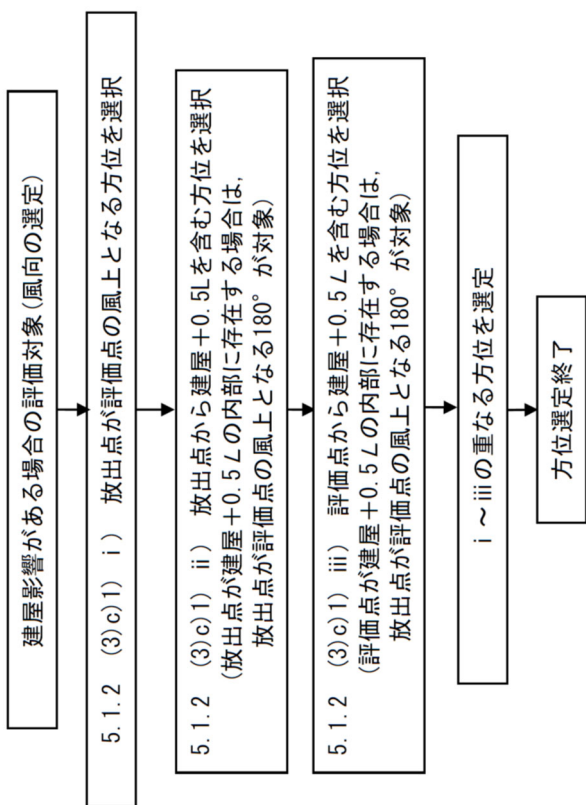 建屋影響がある場合の評価対象(風向の選定)
5.1.2 (3)c)1) ⅰ) 放出点が評価点の風上となる方位を選択
5.1.2 (3)c)1) ⅱ) 放出点から建屋+0.5Lを含む方位を選択
(放出点が建屋+0.5Lの内部に存在する場合は,
放出点が評価点の風上となる180°が対象)
5.1.2 (3)c)1) ⅲ) 評価点から建屋+0.5Lを含む方位を選択
(評価点が建屋+0.5Lの内部に存在する場合は,
放出点が評価点の風上となる180°が対象)
ⅰ~ⅲの重なる方位を選定
方位選定終了